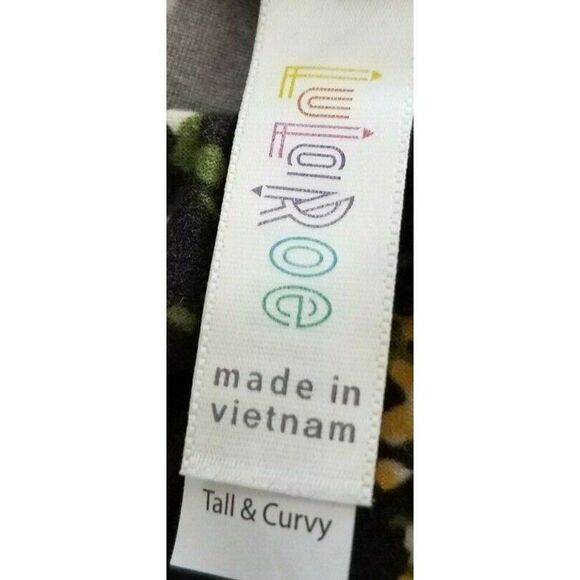 LuLaRoe
made in
vietnam
Tall & Curvy